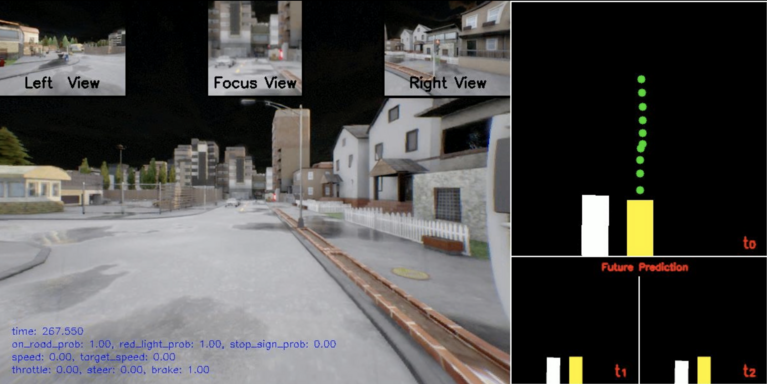 Left View
Focus View
Right View
time: 267.550
on_road_prob: 1.00, red_light_prob: 1.00, stop_sign_prob: 0.00
speed: 0.00, target_speed: 0.00
throttle: 0.00, steer: 0.00, brake: 1.00
t0
Future Prediction
t1
t2